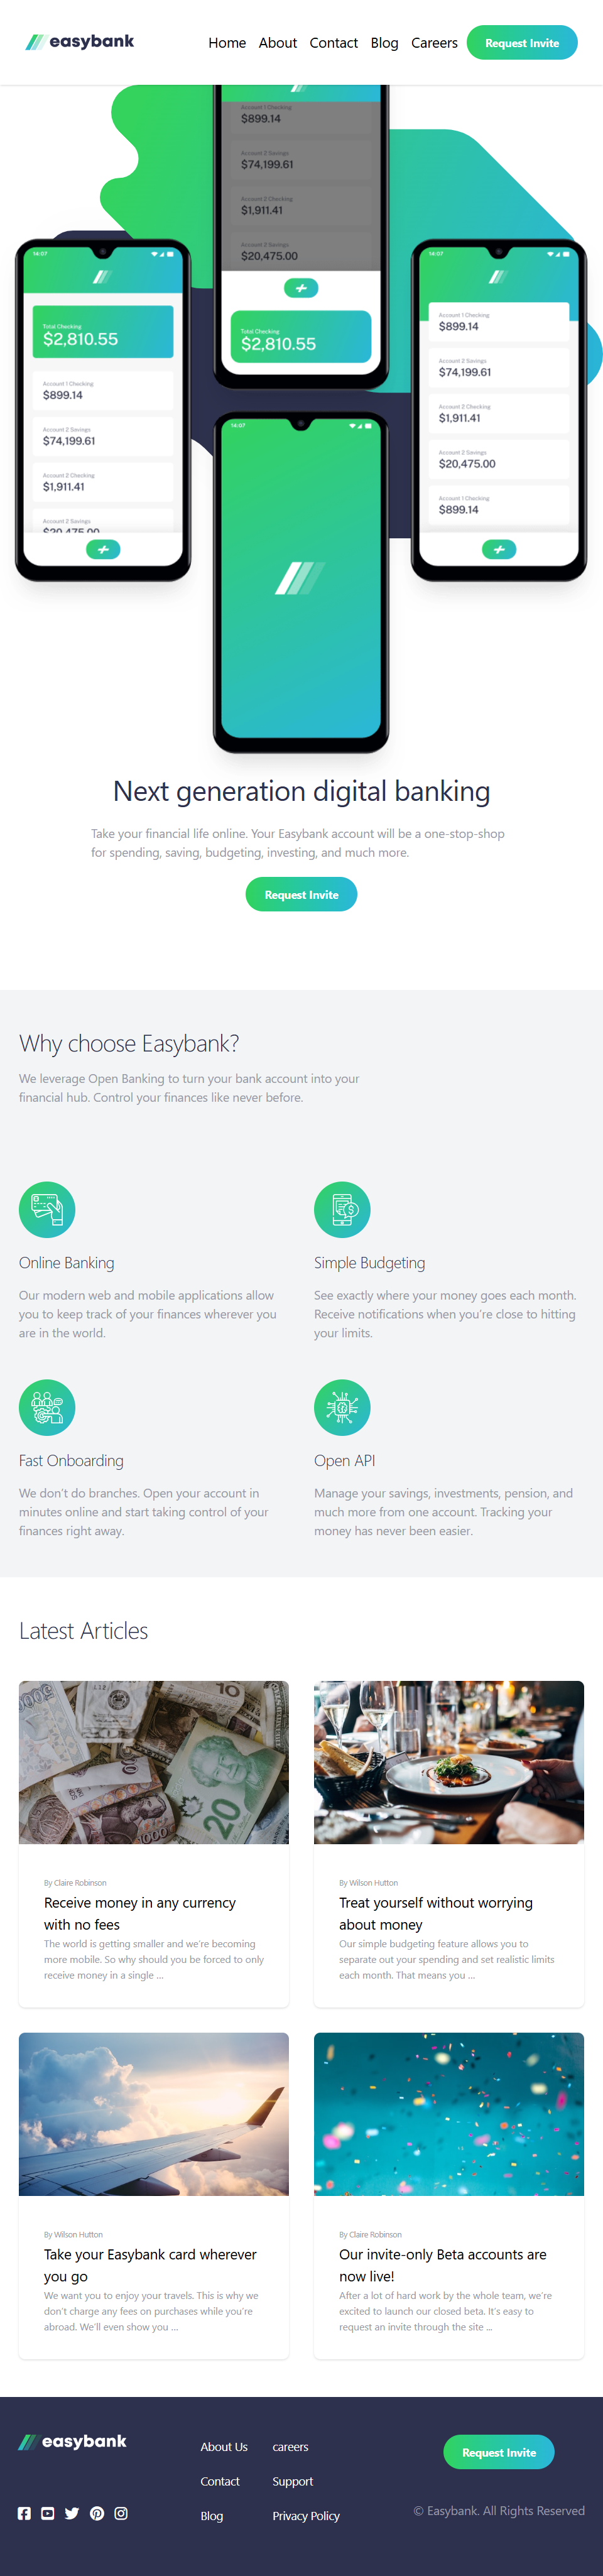 easybank
Home About Contact Blog Careers Request Invite
Account 1 Checking
$899.14
Account 2 Savings
$74,199.61
Account 2 Checking
$1,911.41
Account 2 Savings
$20,475.00
Total Checking
$2,810.55
14:07
Total Checking
$2,810.55
Account 1 Checking
$899.14
Account 2 Savings
$74,199.61
Account 2 Checking
$1,911.41
Account 2 Savings
$20,475.00
14:07
Account 1 Checking
$899.14
Account 2 Savings
$74,199.61
Account 2 Checking
$1,911.41
Account 2 Savings
$20,475.00
Account 1 Checking
$899.14
14:07
Next generation digital banking
Take your financial life online. Your Easybank account will be a one-stop-shop
for spending, saving, budgeting, investing, and much more.
Request Invite
Why choose Easybank?
We leverage Open Banking to turn your bank account into your
financial hub. Control your finances like never before.
Online Banking
Our modern web and mobile applications allow
you to keep track of your finances wherever you
are in the world.
Simple Budgeting
See exactly where your money goes each month.
Receive notifications when you're close to hitting
your limits.
Fast Onboarding
We don't do branches. Open your account in
minutes online and start taking control of your
finances right away.
Open API
Manage your savings, investments, pension, and
much more from one account. Tracking your
money has never been easier.
Latest Articles
By Claire Robinson
Receive money in any currency
with no fees
The world is getting smaller and we're becoming
more mobile. So why should you be forced to only
receive money in a single ...
By Wilson Hutton
Treat yourself without worrying
about money
Our simple budgeting feature allows you to
separate out your spending and set realistic limits
each month. That means you ...
By Wilson Hutton
Take your Easybank card wherever
you go
We want you to enjoy your travels. This is why we
don't charge any fees on purchases while you're
abroad. We'll even show you ...
By Claire Robinson
Our invite-only Beta accounts are
now live!
After a lot of hard work by the whole team, we're
excited to launch our closed beta. It's easy to
request an invite through the site ...
easybank
About Us
Contact
Blog
careers
Support
Privacy Policy
Request Invite
© Easybank. All Rights Reserved